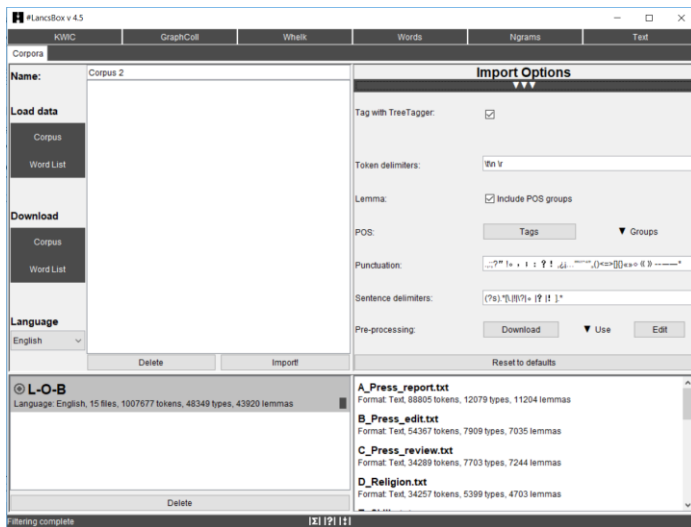 #LancsBox v 4.5
KWIC GraphColl Whelk Words Ngrams Text
Corpora
Name:
Corpus 2
Load data
Corpus
Word List
Download
Corpus
Word List
Language
English
Delete Import!
Import Options
Tag with TreeTagger:
Token delimiters: \t\n \r
Lemma: Include POS groups
POS: Tags Groups
Punctuation:
Sentence delimiters:
Pre-processing: Download Use Edit
Reset to defaults
L-O-B
Language: English, 15 files, 1007677 tokens, 48349 types, 43920 lemmas
Delete
A_Press_report.txt
Format: Text, 88805 tokens, 12079 types, 11204 lemmas
B_Press_edit.txt
Format: Text, 54367 tokens, 7909 types, 7035 lemmas
C_Press_review.txt
Format: Text, 34289 tokens, 7703 types, 7244 lemmas
D_Religion.txt
Format: Text, 34257 tokens, 5399 types, 4703 lemmas
Filtering complete
|Σ| |?| |‡|